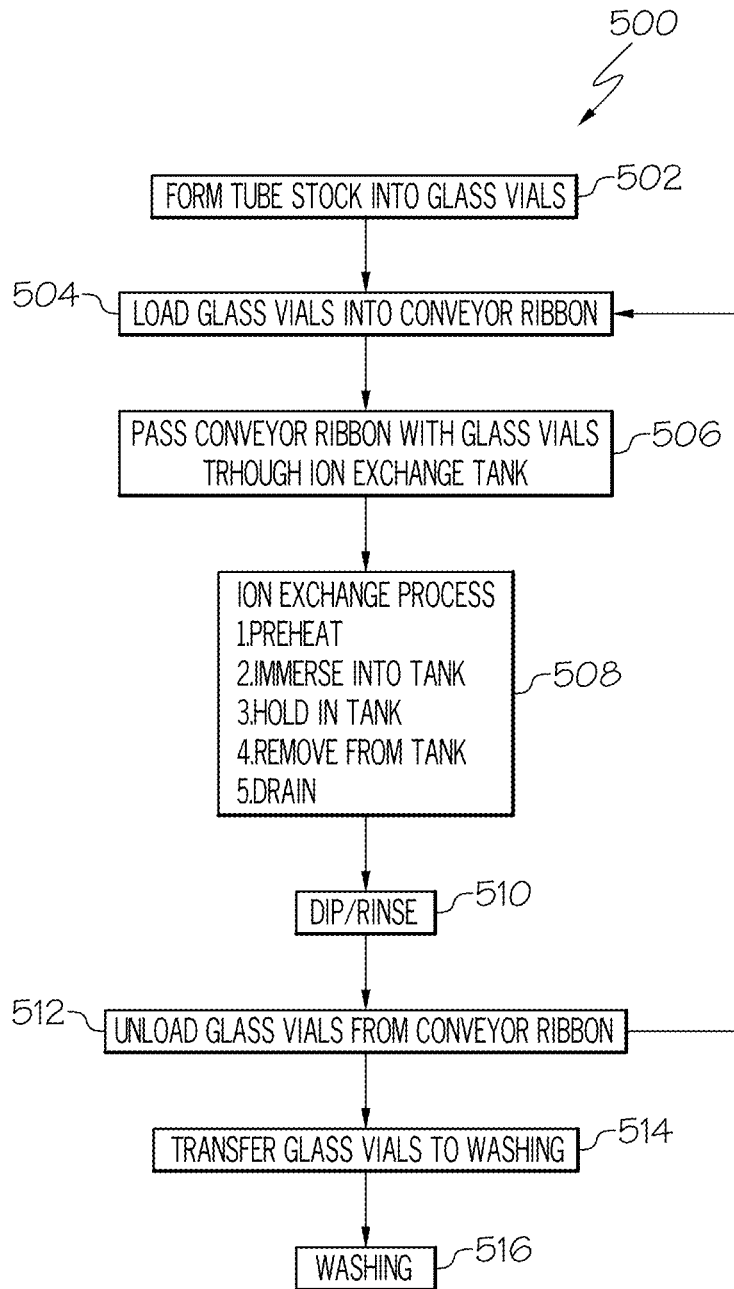 500
FORM TUBE STOCK INTO GLASS VIALS
502
504
LOAD GLASS VIALS INTO CONVEYOR RIBBON
PASS CONVEYOR RIBBON WITH GLASS VIALS
TRHOUGH ION EXCHANGE TANK
506
ION EXCHANGE PROCESS
1.PREHEAT
2.IMMERSE INTO TANK
3.HOLD IN TANK
4.REMOVE FROM TANK
5.DRAIN
508
DIP/RINSE
510
512
UNLOAD GLASS VIALS FROM CONVEYOR RIBBON
TRANSFER GLASS VIALS TO WASHING
514
WASHING
516